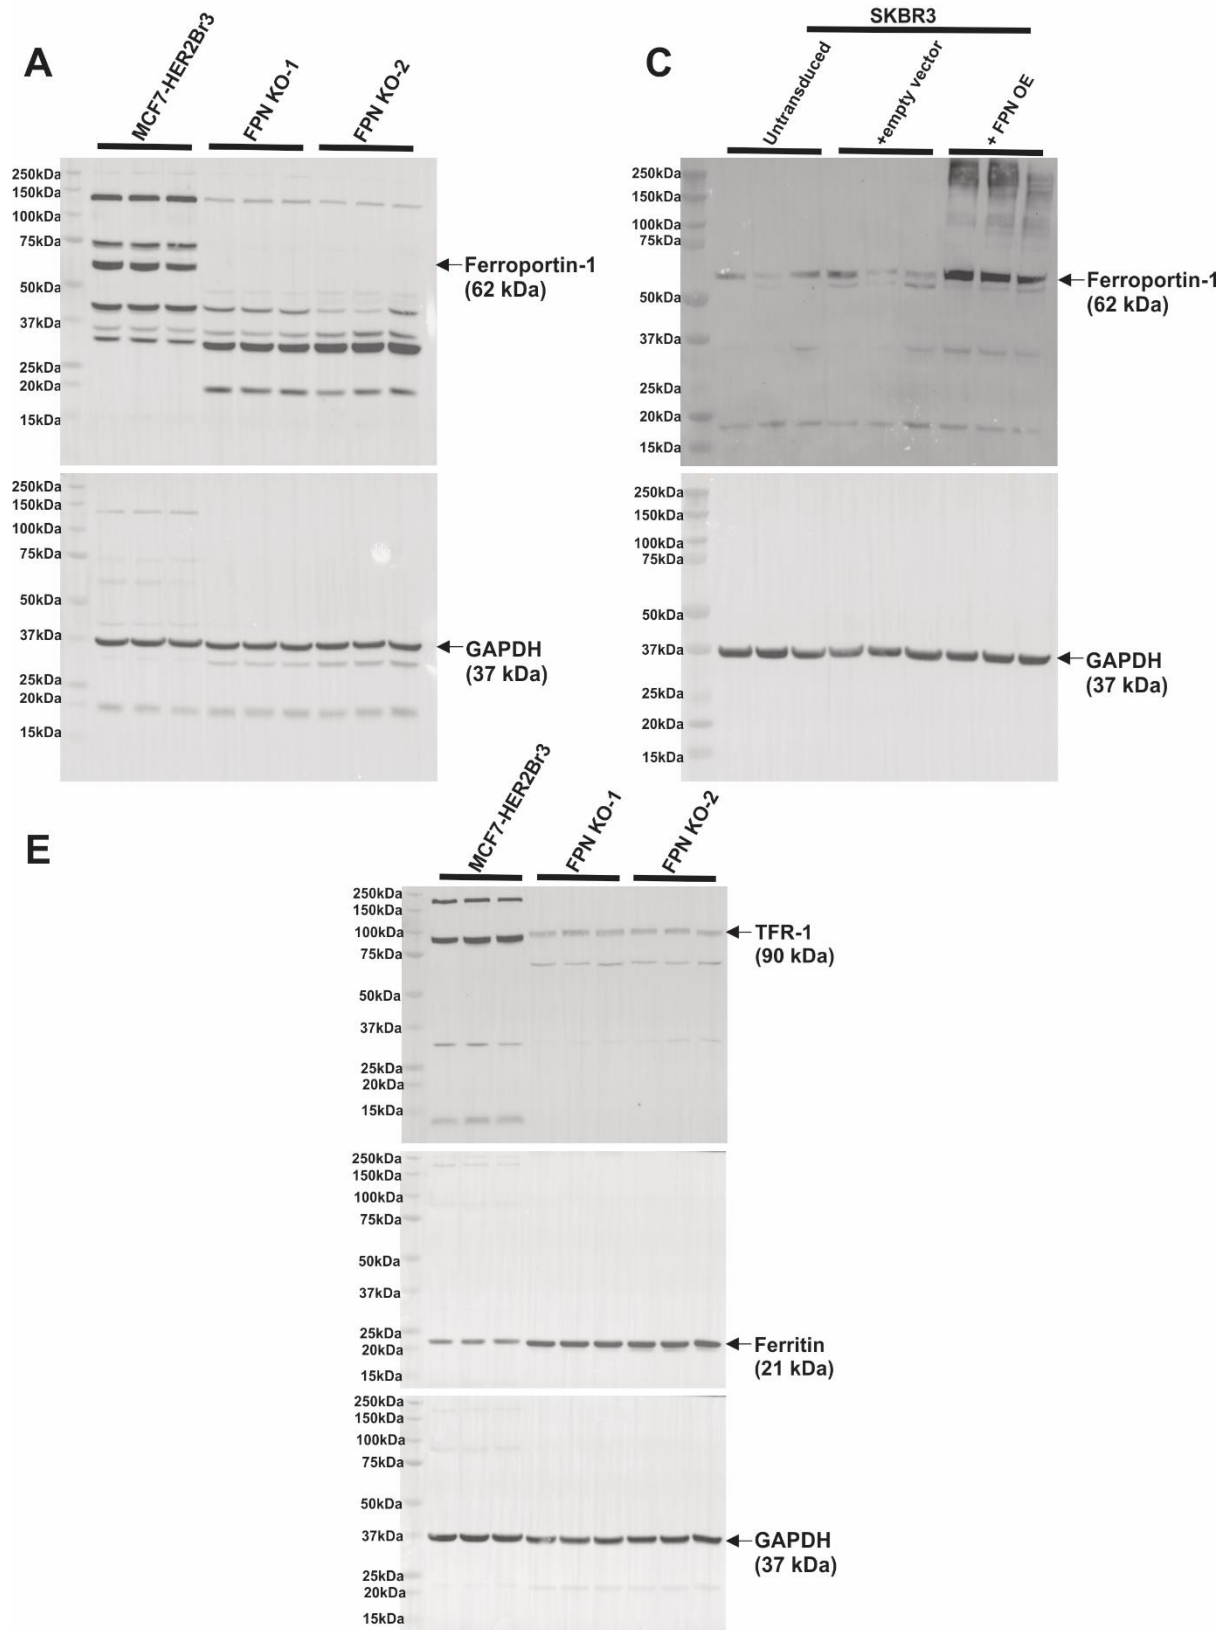 SKBR3
A
MCF7-HER2Br3
FPN KO-1
FPN KO-2
C
Untransduced
+empty vector
+ FPN OE
250kDa
150kDa
100kDa
75kDa
50kDa
37kDa
25kDa
20kDa
15kDa
Ferroportin-1
(62 kDa)
250kDa
150kDa
100kDa
75kDa
50kDa
37kDa
25kDa
20kDa
15kDa
Ferroportin-1
(62 kDa)
250kDa
150kDa
100kDa
75kDa
50kDa
37kDa
25kDa
20kDa
15kDa
GAPDH
(37 kDa)
250kDa
150kDa
100kDa
75kDa
50kDa
37kDa
25kDa
20kDa
15kDa
GAPDH
(37 kDa)
E
MCF7-HER2Br3
FPN KO-1
FPN KO-2
250kDa
150kDa
100kDa
75kDa
50kDa
37kDa
25kDa
20kDa
15kDa
TFR-1
(90 kDa)
250kDa
150kDa
100kDa
75kDa
50kDa
37kDa
25kDa
20kDa
15kDa
Ferritin
(21 kDa)
250kDa
150kDa
100kDa
75kDa
50kDa
37kDa
25kDa
20kDa
15kDa
GAPDH
(37 kDa)